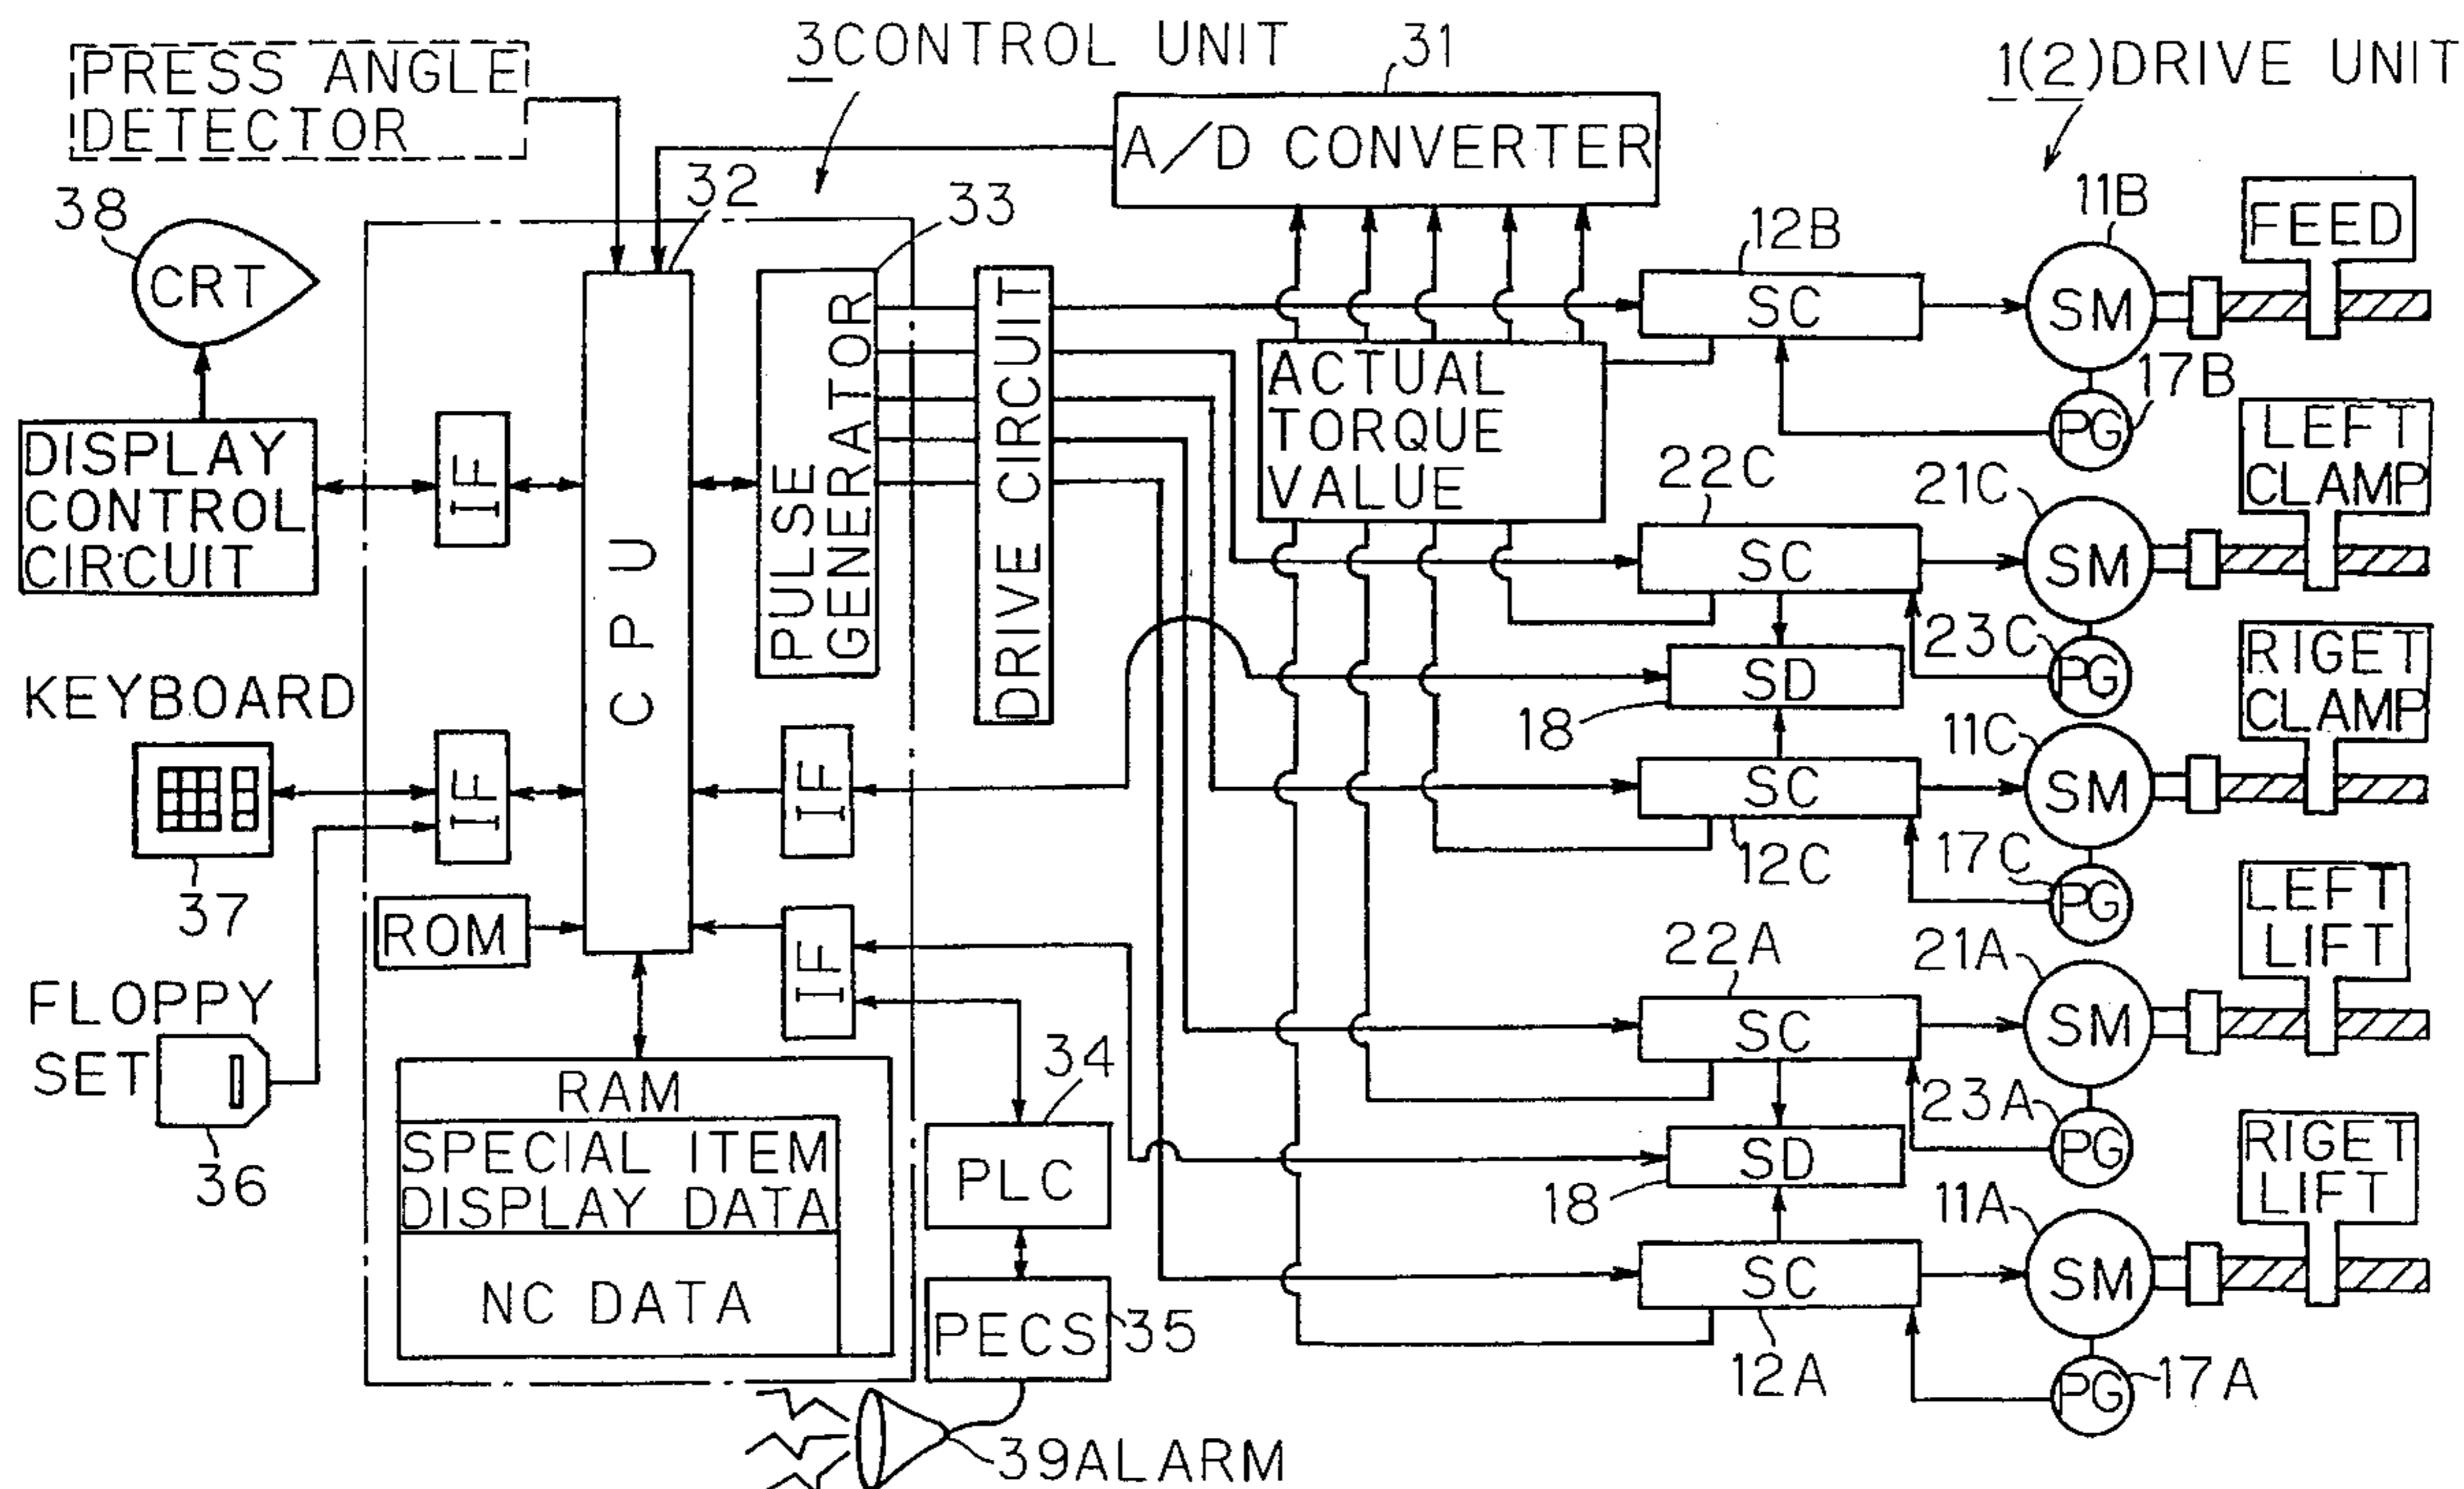 PRESS ANGLE
DETECTOR
3CONTROL UNIT
31
1(2)DRIVE UNIT
A/D CONVERTER
32
33
38
CRT
12B
11B
FEED
SC
SM
17B
PG
DISPLAY
CONTROL
CIRCUIT
IF
CPU
PULSE
GENERATOR
DRIVE CIRCUIT
ACTUAL
TORQUE
VALUE
22C
21C
LEFT
CLAMP
SC
SM
23C
PG
SD
18
RIGET
CLAMP
KEYBOARD
37
IF
IF
11C
SC
SM
12C
17C
PG
ROM
IF
FLOPPY
SET
36
22A
21A
LEFT
LIFT
SC
SM
23A
PG
RAM
SPECIAL ITEM
DISPLAY DATA
NC DATA
34
PLC
SD
18
RIGET
LIFT
11A
SC
SM
PECS
35
12A
PG
17A
39ALARM